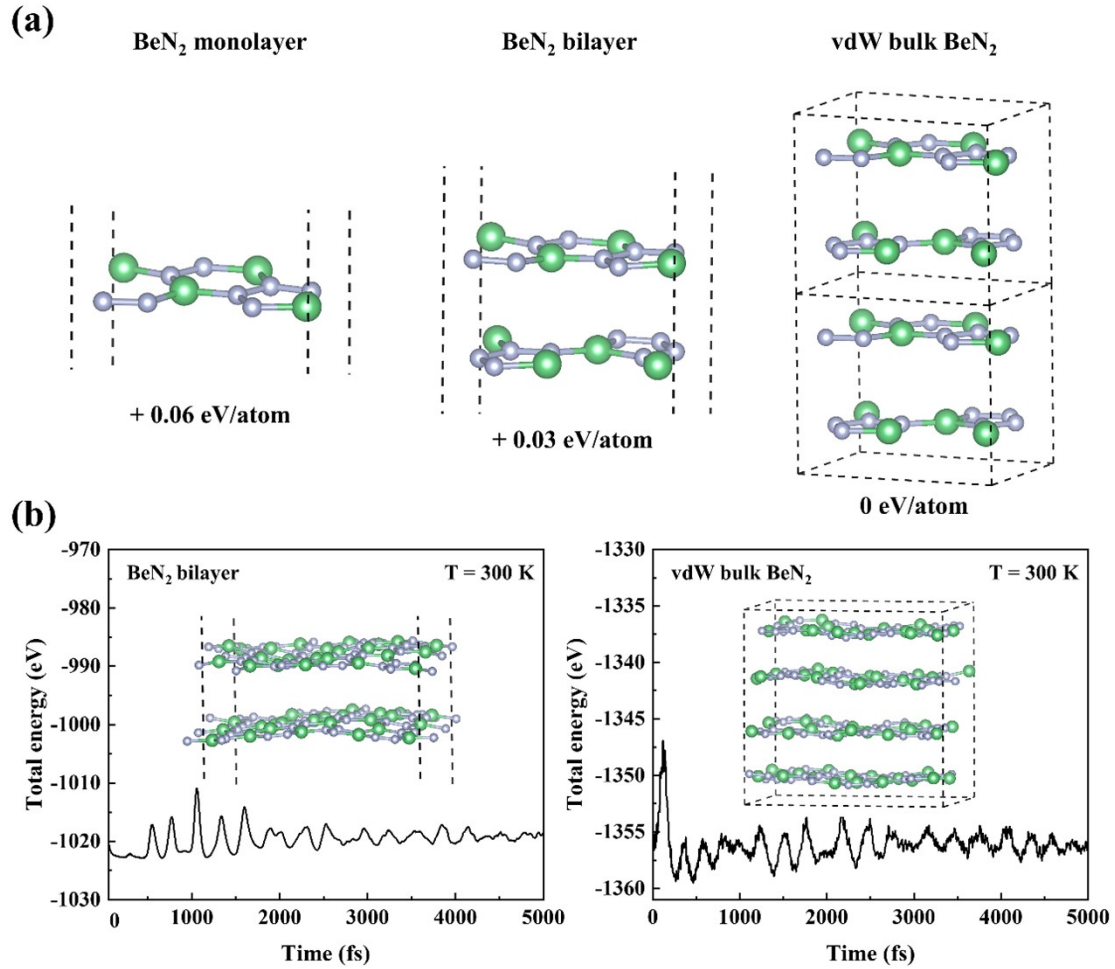 (a)
BeN₂ monolayer
BeN₂ bilayer
vdW bulk BeN₂
+ 0.06 eV/atom
+ 0.03 eV/atom
0 eV/atom
(b)
BeN₂ bilayer
T = 300 K
Total energy (eV)
-970
-980
-990
-1000
-1010
-1020
-1030
0
1000
2000
3000
4000
5000
Time (fs)
vdW bulk BeN₂
T = 300 K
Total energy (eV)
-1330
-1335
-1340
-1345
-1350
-1355
-1360
0
1000
2000
3000
4000
5000
Time (fs)